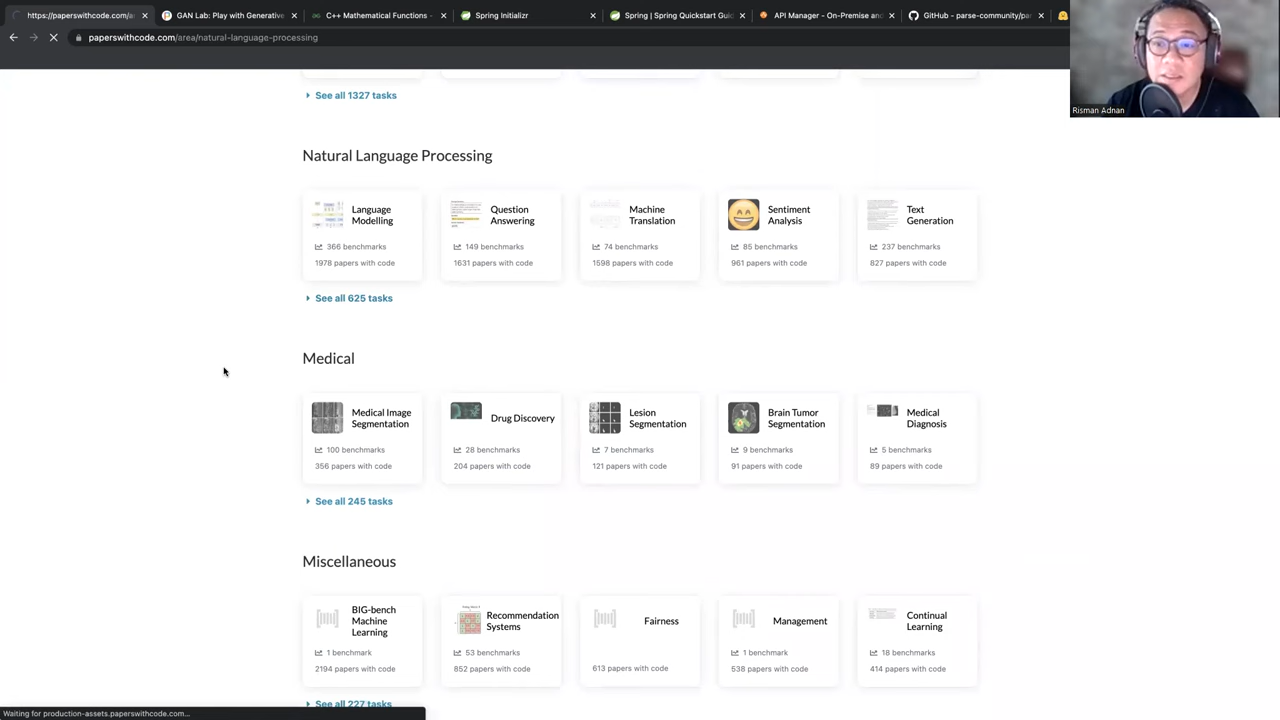 https://paperswithcode.com/a
GAN Lab: Play with Generative
C++ Mathematical Functions -
Spring Initializr
Spring | Spring Quickstart Guid
API Manager - On-Premise and
GitHub - parse-community/par
paperswithcode.com/area/natural-language-processing
Risman Adnan
See all 1327 tasks
Natural Language Processing
Language
Modelling
366 benchmarks
1978 papers with code
Question
Answering
149 benchmarks
1631 papers with code
Machine
Translation
74 benchmarks
1598 papers with code
Sentiment
Analysis
85 benchmarks
961 papers with code
Text
Generation
237 benchmarks
827 papers with code
See all 625 tasks
Medical
Medical Image
Segmentation
100 benchmarks
356 papers with code
Drug Discovery
28 benchmarks
204 papers with code
Lesion
Segmentation
7 benchmarks
121 papers with code
Brain Tumor
Segmentation
9 benchmarks
91 papers with code
Medical
Diagnosis
5 benchmarks
89 papers with code
See all 245 tasks
Miscellaneous
BIG-bench
Machine
Learning
1 benchmark
2194 papers with code
Recommendation
Systems
53 benchmarks
852 papers with code
Fairness
613 papers with code
Management
1 benchmark
538 papers with code
Continual
Learning
18 benchmarks
414 papers with code
See all 227 tasks
Waiting for production-assets.paperswithcode.com...